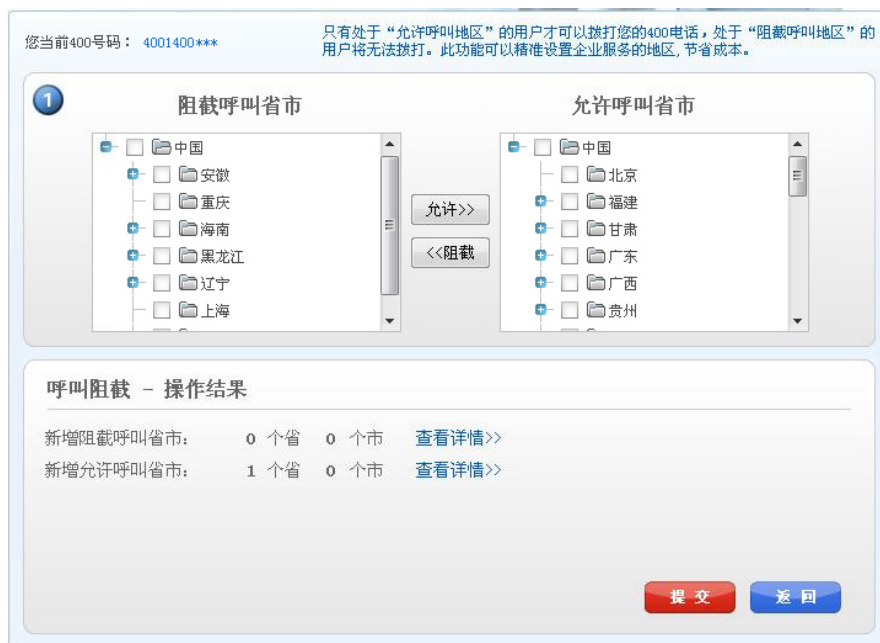 您当前400号码： 4001400***
只有处于“允许呼叫地区”的用户才可以拨打您的400电话，处于“阻截呼叫地区”的
用户将无法拨打。此功能可以精准设置企业服务的地区,节省成本。
1
阻截呼叫省市
允许呼叫省市
中国
安徽
重庆
海南
黑龙江
辽宁
上海
允许>>
<<阻截
中国
北京
福建
甘肃
广东
广西
贵州
呼叫阻截 - 操作结果
新增阻截呼叫省市： 0 个省 0 个市 查看详情>>
新增允许呼叫省市： 1 个省 0 个市 查看详情>>
提 交
返 回